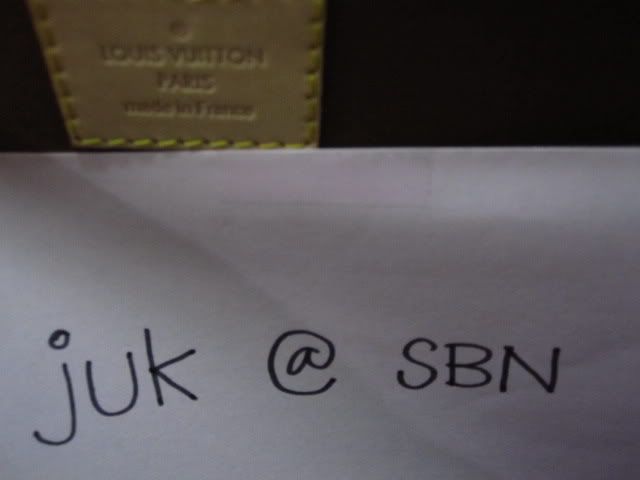 LOUIS VUITTON
PARIS
made in France
juk @ SBN